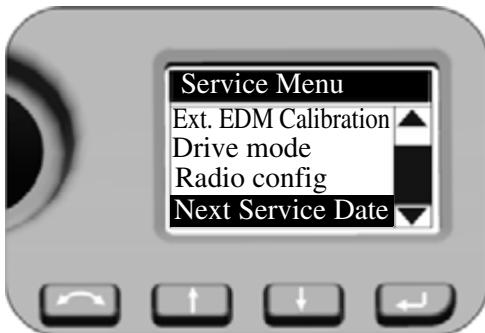 Service Menu
Ext. EDM Calibration
Drive mode
Radio config
Next Service Date